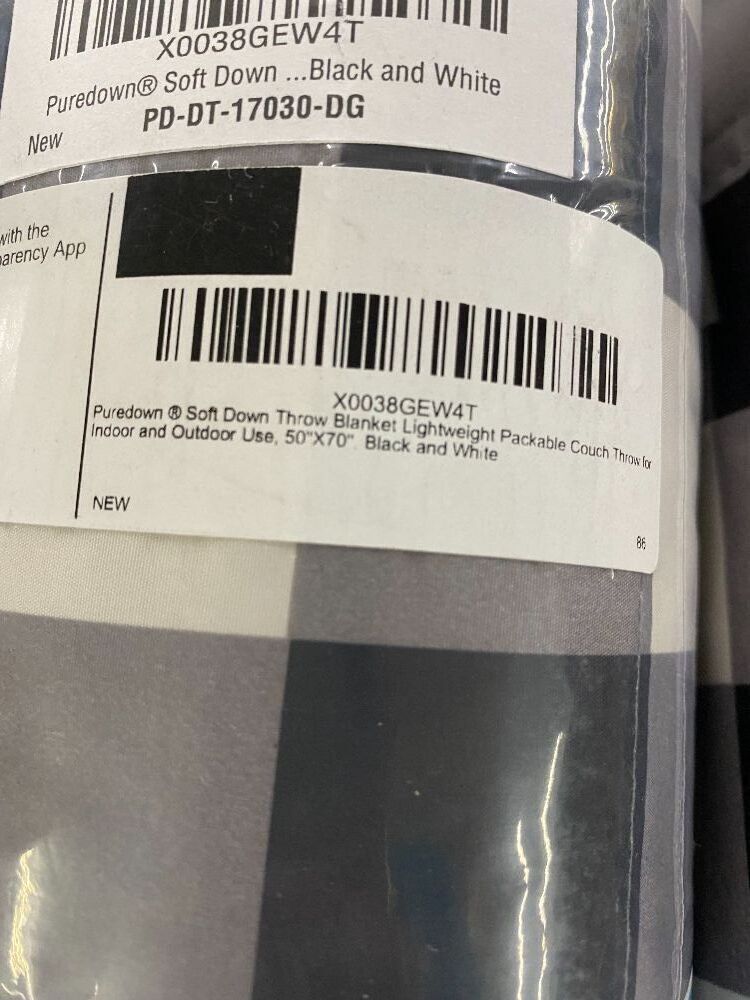 X0038GEW4T
Puredown® Soft Down ...Black and White
New
PD-DT-17030-DG
with the
parency App
X0038GEW4T
Puredown ® Soft Down Throw Blanket Lightweight Packable Couch Throw for
Indoor and Outdoor Use, 50"X70" Black and White
NEW
86